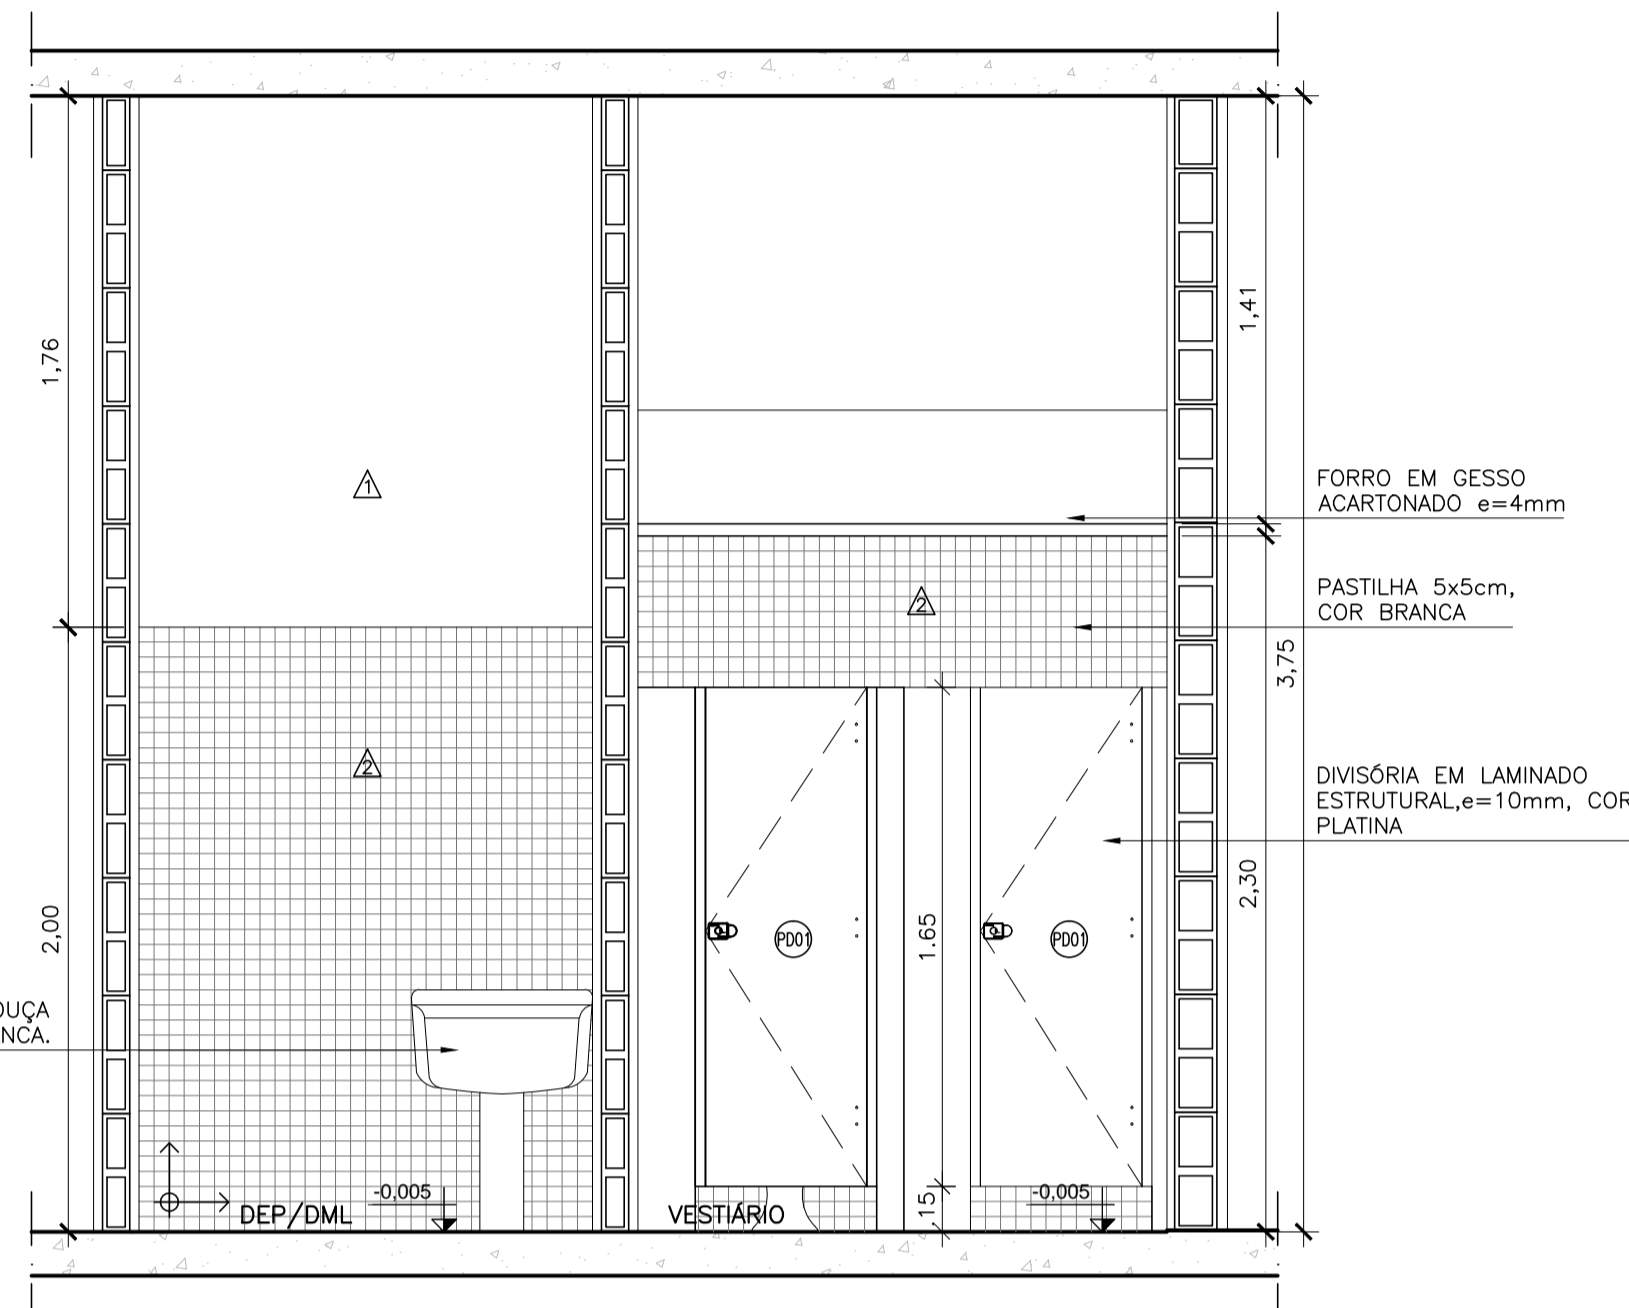 1,76
2,00
1
2
DEP/DML
-0,005
VESTIÁRIO
2
PD01
1.65
15
PD01
-0,005
1,41
3,75
2,30
FORRO EM GESSO
ACARTONADO e=4mm
PASTILHA 5x5cm,
COR BRANCA
DIVISÓRIA EM LAMINADO
ESTRUTURAL,e=10mm, COR
PLATINA